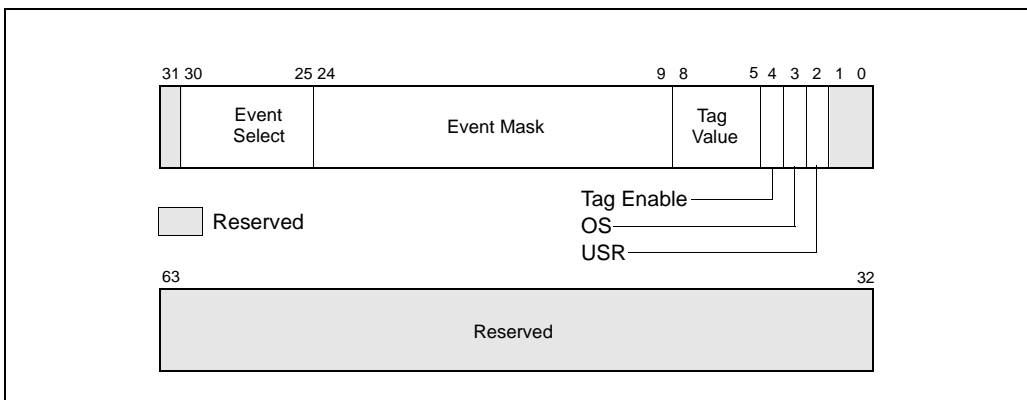 31 30 25 24 9 8 5 4 3 2 1 0
Event
Select
Event Mask
Tag
Value
Tag Enable
OS
USR
Reserved
63 32
Reserved